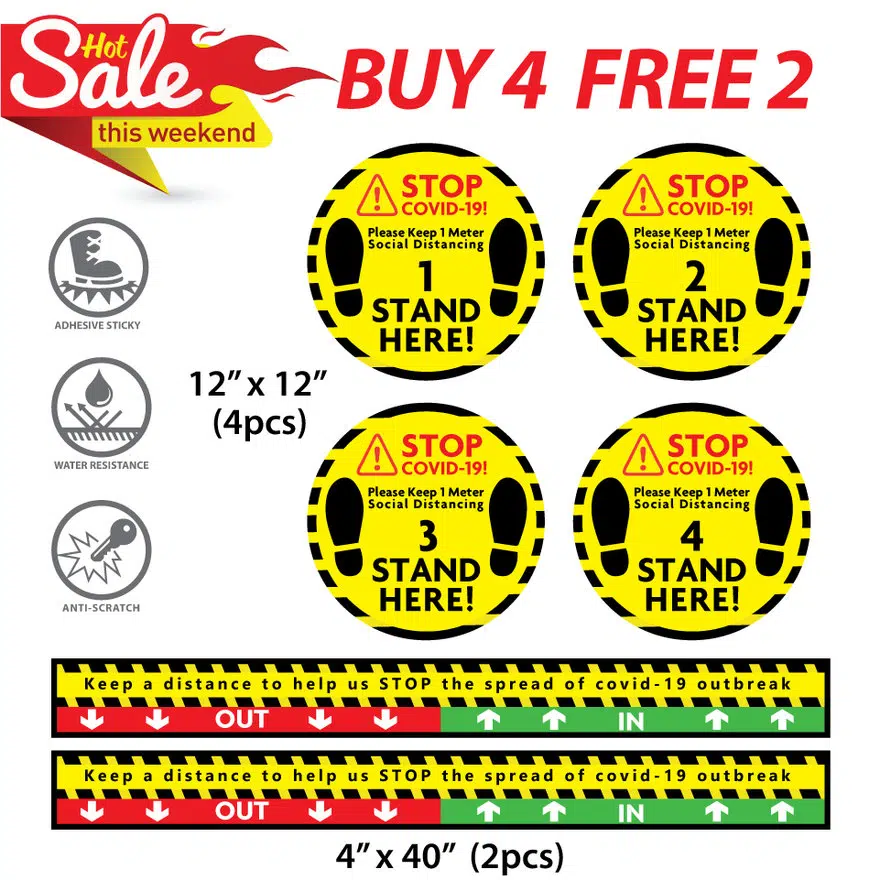 Hot
Sale
this weekend
BUY 4 FREE 2
STOP
COVID-19!
Please Keep 1 Meter
Social Distancing
1
STAND
HERE!
STOP
COVID-19!
Please Keep 1 Meter
Social Distancing
2
STAND
HERE!
ADHESIVE STICKY
12” x 12”
(4pcs)
WATER RESISTANCE
STOP
COVID-19!
Please Keep 1 Meter
Social Distancing
3
STAND
HERE!
STOP
COVID-19!
Please Keep 1 Meter
Social Distancing
4
STAND
HERE!
ANTI-SCRATCH
Keep a distance to help us STOP the spread of covid-19 outbreak
OUT IN
Keep a distance to help us STOP the spread of covid-19 outbreak
OUT IN
4” x 40” (2pcs)